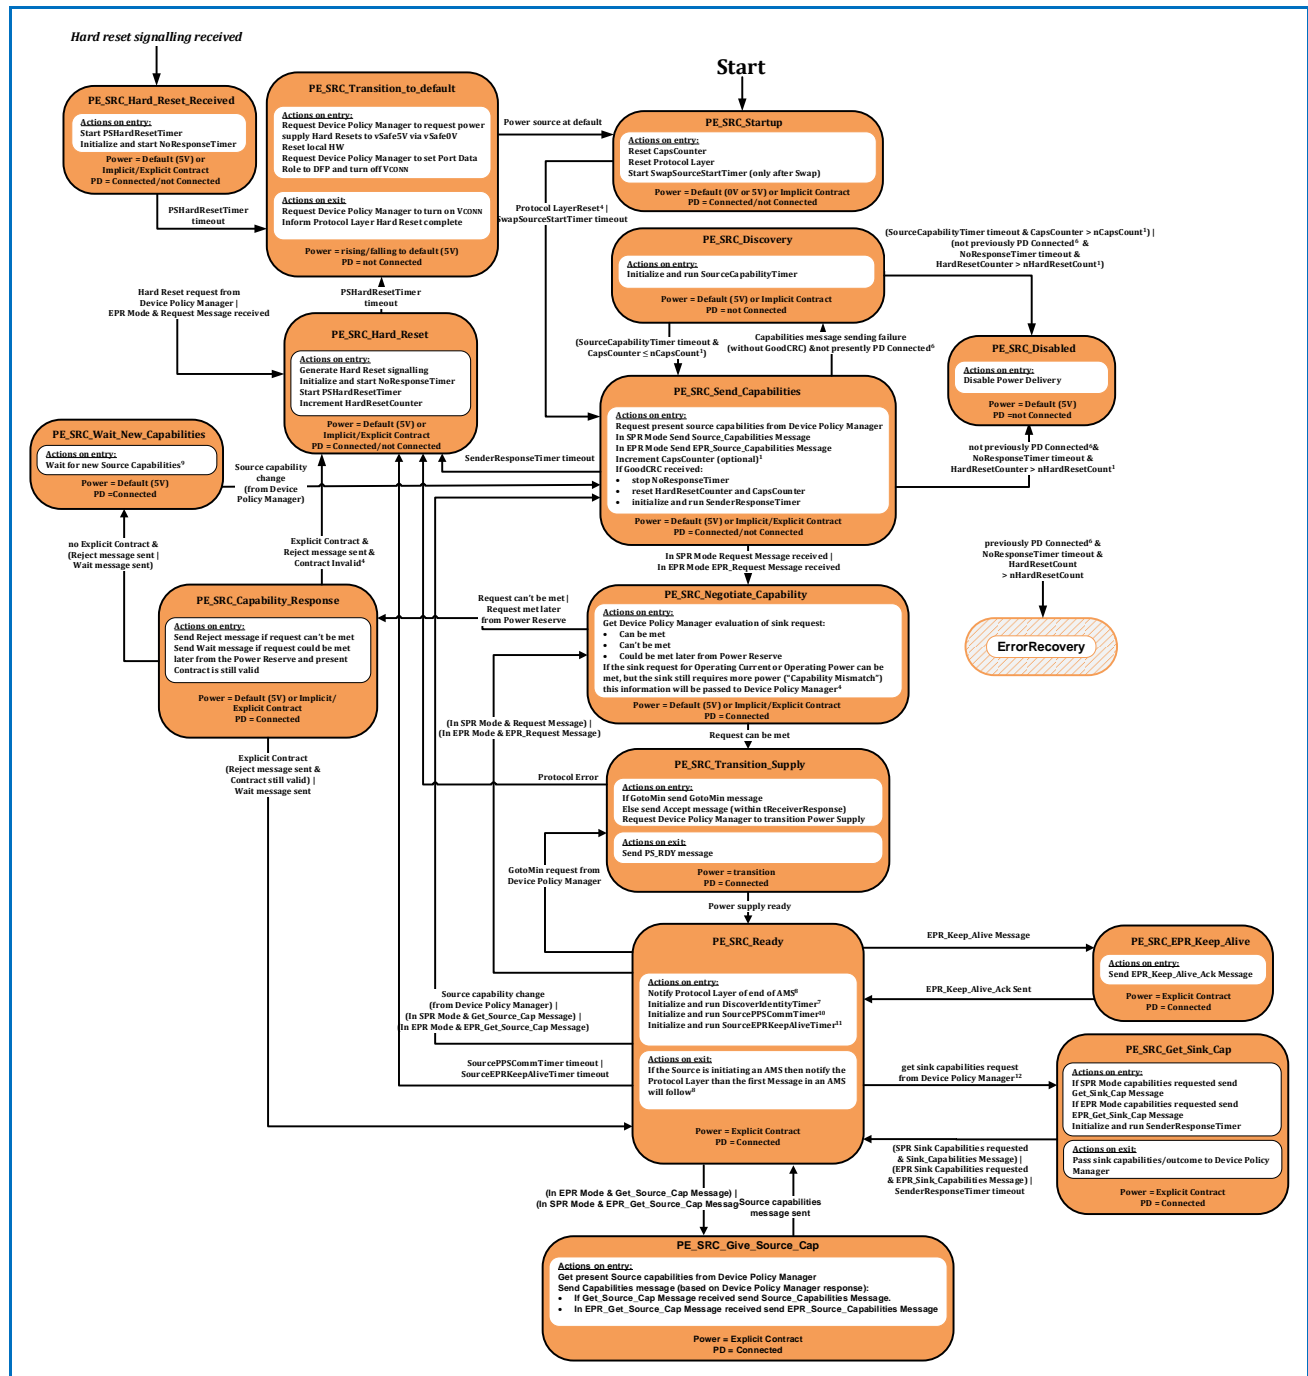 Hard reset signalling received
Start
PE_SRC_Hard_Reset_Received
Actions on entry:
Start PSHardResetTimer
Initialize and start NoResponseTimer
Power = Default (5V) or
Implicit/Explicit Contract
PD = Connected/not Connected
PSHardResetTimer
timeout
PE_SRC_Transition_to_default
Actions on entry:
Request Device Policy Manager to request power
supply Hard Resets to vSafe5V via vSafe0V
Reset local HW
Request Device Policy Manager to set Port Data
Role to DFP and turn off VCONN
Actions on exit:
Request Device Policy Manager to turn on VCONN
Inform Protocol Layer Hard Reset complete
Power = rising/falling to default (5V)
PD = not Connected
Power source at default
PE_SRC_Startup
Actions on entry:
Reset CapsCounter
Reset Protocol Layer
Start SwapSourceStartTimer (only after Swap)
Power = Default (0V or 5V) or Implicit Contract
PD = Connected/not Connected
Protocol LayerReset⁴ |
SwapSourceStartTimer timeout
PE_SRC_Discovery
Actions on entry:
Initialize and run SourceCapabilityTimer
Power = Default (5V) or Implicit Contract
PD = not Connected
(SourceCapabilityTimer timeout & CapsCounter > nCapsCount¹) |
(not previously PD Connected⁶ &
NoResponseTimer timeout &
HardResetCounter > nHardResetCount¹)
Hard Reset request from
Device Policy Manager |
EPR Mode & Request Message received
PSHardResetTimer
timeout
PE_SRC_Hard_Reset
Actions on entry:
Generate Hard Reset signalling
Initialize and start NoResponseTimer
Start PSHardResetTimer
Increment HardResetCounter
Power = Default (5V) or
Implicit/Explicit Contract
PD = Connected/not Connected
(SourceCapabilityTimer timeout &
CapsCounter ≤ nCapsCount¹)
Capabilities message sending failure
(without GoodCRC) &not presently PD Connected⁶
PE_SRC_Disabled
Actions on entry:
Disable Power Delivery
Power = Default (5V)
PD =not Connected
PE_SRC_Send_Capabilities
Actions on entry:
Request present source capabilities from Device Policy Manager
In SPR Mode Send Source_Capabilities Message
In EPR Mode Send EPR_Source_Capabilities Message
Increment CapsCounter (optional)¹
If GoodCRC received:
• stop NoResponseTimer
• reset HardResetCounter and CapsCounter
• initialize and run SenderResponseTimer
Power = Default (5V) or Implicit/Explicit Contract
PD = Connected/not Connected
SenderResponseTimer timeout
not previously PD Connected⁶&
NoResponseTimer timeout &
HardResetCounter > nHardResetCount¹
PE_SRC_Wait_New_Capabilities
Actions on entry:
Wait for new Source Capabilities⁹
Power = Default (5V)
PD =Connected
Source capability
change
(from Device
Policy Manager)
no Explicit Contract &
(Reject message sent |
Wait message sent)
Explicit Contract &
Reject message sent &
Contract Invalid⁴
In SPR Mode Request Message received |
In EPR Mode EPR_Request Message received
previously PD Connected⁶ &
NoResponseTimer timeout &
HardResetCount
> nHardResetCount
ErrorRecovery
PE_SRC_Capability_Response
Actions on entry:
Send Reject message if request can't be met
Send Wait message if request could be met
later from the Power Reserve and present
Contract is still valid
Power = Default (5V) or Implicit/
Explicit Contract
PD = Connected
Request can't be met |
Request met later
from Power Reserve
PE_SRC_Negotiate_Capability
Actions on entry:
Get Device Policy Manager evaluation of sink request:
• Can be met
• Can't be met
• Could be met later from Power Reserve
If the sink request for Operating Current or Operating Power can be
met, but the sink still requires more power ("Capability Mismatch")
this information will be passed to Device Policy Manager⁴
Power = Default (5V) or Implicit/Explicit Contract
PD = Connected
(In SPR Mode & Request Message) |
(In EPR Mode & EPR_Request Message)
Request can be met
Explicit Contract
(Reject message sent &
Contract still valid) |
Wait message sent
Protocol Error
PE_SRC_Transition_Supply
Actions on entry:
If GotoMin send GotoMin message
Else send Accept message (within tReceiverResponse)
Request Device Policy Manager to transition Power Supply
Actions on exit:
Send PS_RDY message
Power = transition
PD = Connected
GotoMin request from
Device Policy Manager
Power supply ready
PE_SRC_Ready
Actions on entry:
Notify Protocol Layer of end of AMS⁸
Initialize and run DiscoverIdentityTimer⁷
Initialize and run SourcePPSCommTimer¹⁰
Initialize and run SourceEPRKeepAliveTimer¹¹
Actions on exit:
If the Source is initiating an AMS then notify the
Protocol Layer than the first Message in an AMS
will follow⁸
Power = Explicit Contract
PD = Connected
EPR_Keep_Alive Message
EPR_Keep_Alive_Ack Sent
PE_SRC_EPR_Keep_Alive
Actions on entry:
Send EPR_Keep_Alive_Ack Message
Power = Explicit Contract
PD = Connected
Source capability change
(from Device Policy Manager) |
(In SPR Mode & Get_Source_Cap Message) |
(In EPR Mode & EPR_Get_Source_Cap Message)
SourcePPSCommTimer timeout |
SourceEPRKeepAliveTimer timeout
get sink capabilities request
from Device Policy Manager¹²
PE_SRC_Get_Sink_Cap
Actions on entry:
If SPR Mode capabilities requested send
Get_Sink_Cap Message
If EPR Mode capabilities requested send
EPR_Get_Sink_Cap Message
Initialize and run SenderResponseTimer
Actions on exit:
Pass sink capabilities/outcome to Device Policy
Manager
Power = Explicit Contract
PD = Connected
(SPR Sink Capabilities requested
& Sink_Capabilities Message) |
(EPR Sink Capabilities requested
& EPR_Sink_Capabilities Message) |
SenderResponseTimer timeout
(In EPR Mode & Get_Source_Cap Message) |
(In SPR Mode & EPR_Get_Source_Cap Messag
Source capabilities
message sent
PE_SRC_Give_Source_Cap
Actions on entry:
Get present Source capabilities from Device Policy Manager
Send Capabilities message (based on Device Policy Manager response):
• If Get_Source_Cap Message received send Source_Capabilities Message.
• In EPR_Get_Source_Cap Message received send EPR_Source_Capabilities Message
Power = Explicit Contract
PD = Connected